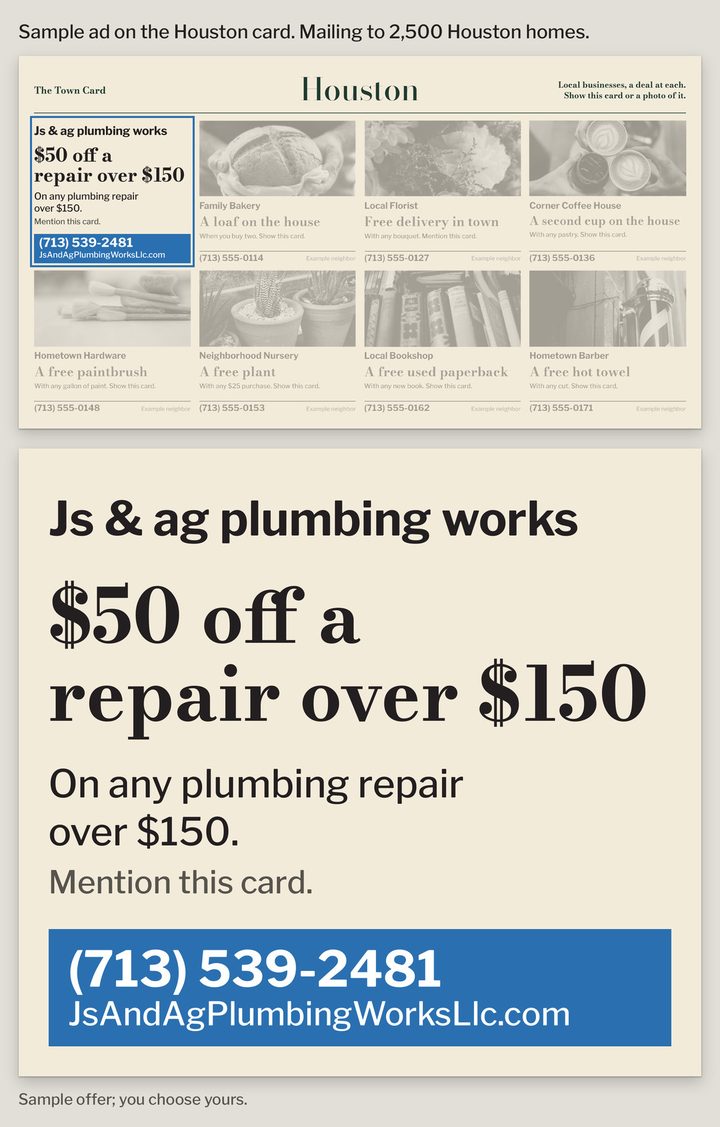 Sample ad on the Houston card. Mailing to 2,500 Houston homes.
The Town Card
Houston
Local businesses, a deal at each.
Show this card or a photo of it.
Js & ag plumbing works
$50 off a
repair over $150
On any plumbing repair
over $150.
Mention this card.
(713) 539-2481
JsAndAgPlumbingWorksLlc.com
Family Bakery
A loaf on the house
When you buy two. Show this card.
(713) 555-0114
Example neighbor
Local Florist
Free delivery in town
With any bouquet. Mention this card.
(713) 555-0127
Example neighbor
Corner Coffee House
A second cup on the house
With any pastry. Show this card.
(713) 555-0136
Example neighbor
Hometown Hardware
A free paintbrush
With any gallon of paint. Show this card.
(713) 555-0148
Example neighbor
Neighborhood Nursery
A free plant
With any $25 purchase. Show this card.
(713) 555-0153
Example neighbor
Local Bookshop
A free used paperback
With any new book. Show this card.
(713) 555-0162
Example neighbor
Hometown Barber
A free hot towel
With any cut. Show this card.
(713) 555-0171
Example neighbor
Js & ag plumbing works
$50 off a
repair over $150
On any plumbing repair
over $150.
Mention this card.
(713) 539-2481
JsAndAgPlumbingWorksLlc.com
Sample offer; you choose yours.